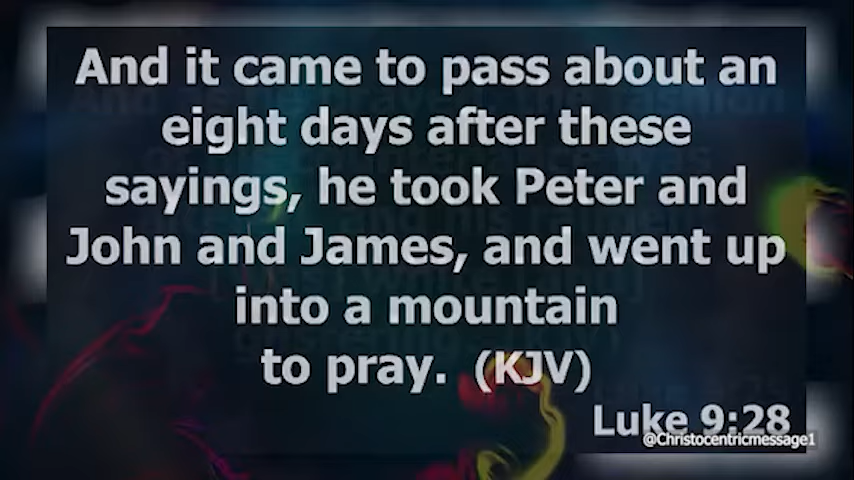 And it came to pass about an
eight days after these
sayings, he took Peter and
John and James, and went up
into a mountain
to pray. (KJV)
Luke 9:28
@Christocentricmessage1